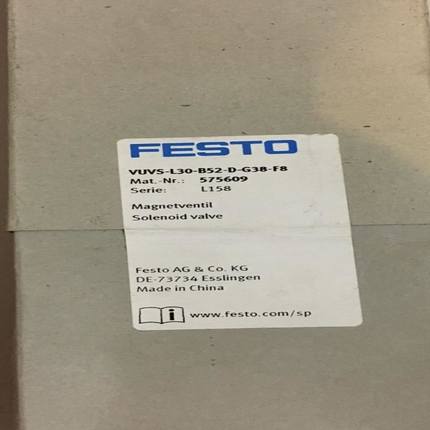 FESTO
VUVS-L30-B52-D-G38-F8
Mat.-Nr.: 575609
Serie: L158
Magnetventil
Solenoid valve
Festo AG & Co. KG
DE-73734 Esslingen
Made in China
i www.festo.com/sp